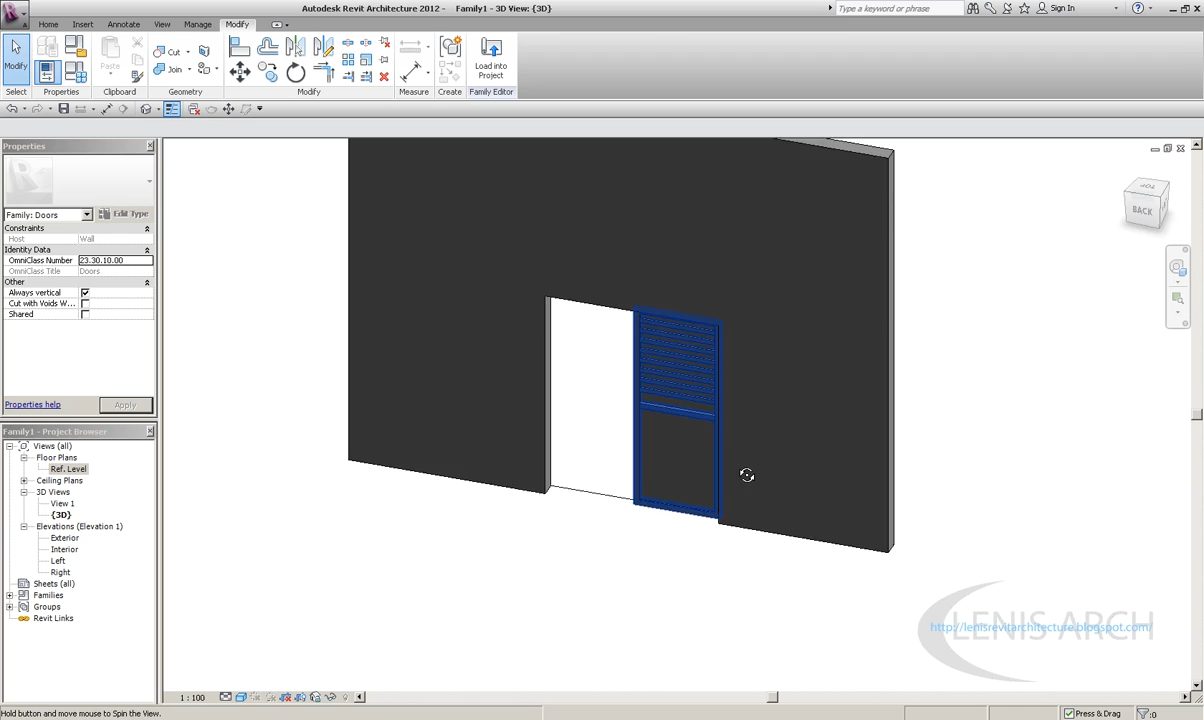 Autodesk Revit Architecture 2012 - Family1 - 3D View: {3D}
Type a keyword or phrase
Sign In
Home
Insert
Annotate
View
Manage
Modify
Modify
Paste
Cut
Join
Load into
Project
Select
Properties
Clipboard
Geometry
Modify
Measure
Create
Family Editor
Properties
Family: Doors
Edit Type
Constraints
Host Wall
Identity Data
OmniClass Number 23.30.10.00
OmniClass Title Doors
Other
Always vertical
Cut with Voids W...
Shared
Properties help
Apply
Family1 - Project Browser
Views (all)
Floor Plans
Ref. Level
Ceiling Plans
3D Views
View 1
{3D}
Elevations (Elevation 1)
Exterior
Interior
Left
Right
Sheets (all)
Families
Groups
Revit Links
TOP
BACK
LENIS ARCH
http://lenisrevitarchitecture.blogspot.com/
1 : 100
Hold button and move mouse to Spin the View.
Press & Drag
:0